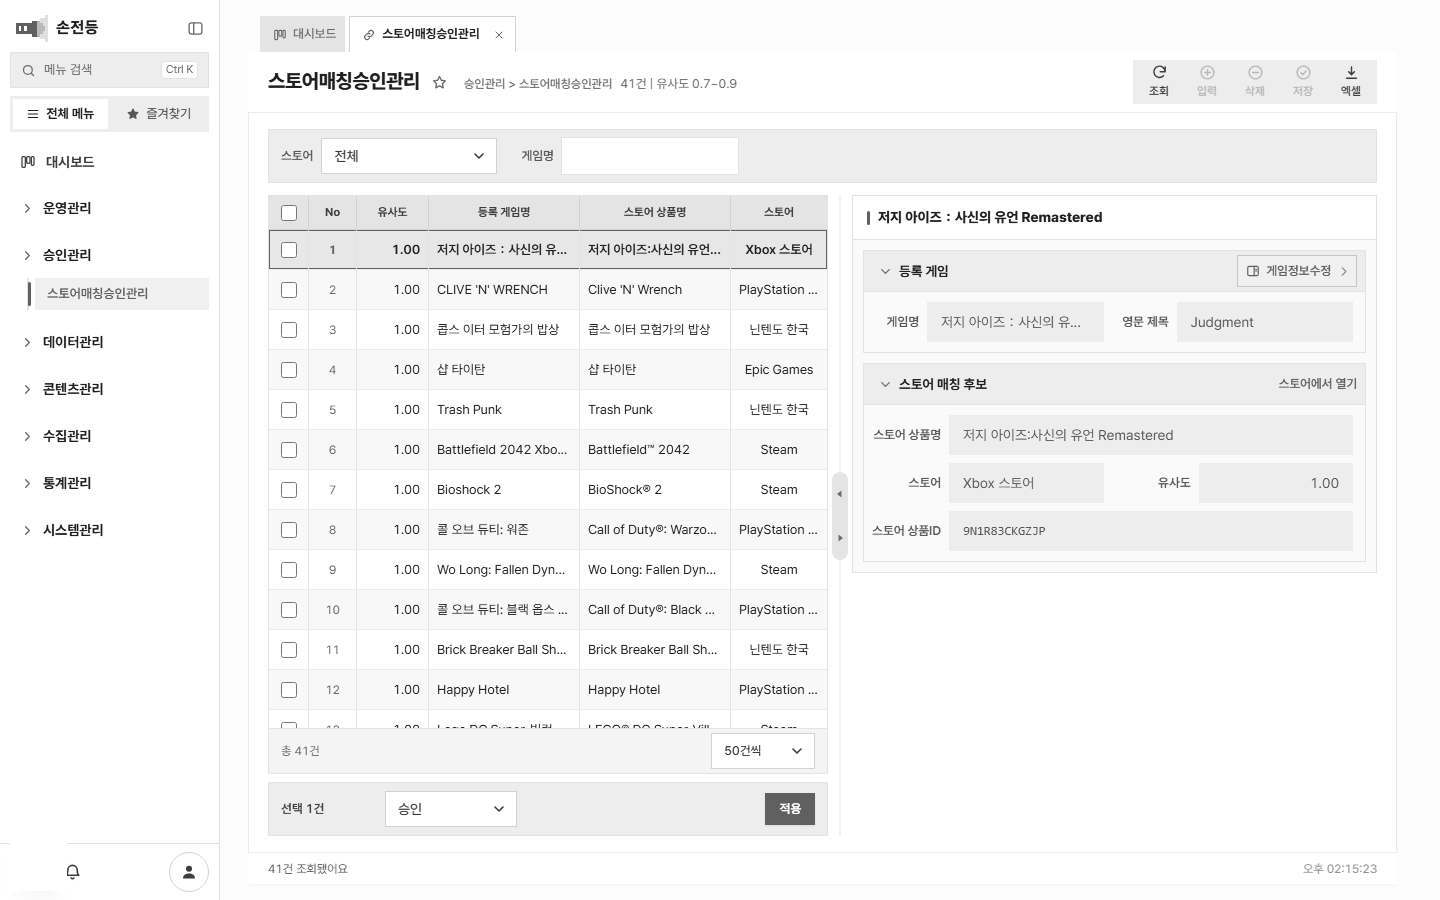 손전등
메뉴 검색 Ctrl K
전체 메뉴 즐겨찾기
대시보드
운영관리
승인관리
스토어매칭승인관리
데이터관리
콘텐츠관리
수집관리
통계관리
시스템관리
대시보드 스토어매칭승인관리
스토어매칭승인관리 승인관리 > 스토어매칭승인관리 41건 | 유사도 0.7~0.9
조회 입력 삭제 저장 엑셀
스토어 전체 게임명
No 유사도 등록 게임명 스토어 상품명 스토어
1 1.00 저지 아이즈 : 사신의 유... 저지 아이즈:사신의 유언... Xbox 스토어
2 1.00 CLIVE 'N' WRENCH Clive 'N' Wrench PlayStation ...
3 1.00 콥스 이터 모험가의 밥상 콥스 이터 모험가의 밥상 닌텐도 한국
4 1.00 샵 타이탄 샵 타이탄 Epic Games
5 1.00 Trash Punk Trash Punk 닌텐도 한국
6 1.00 Battlefield 2042 Xbo... Battlefield™ 2042 Steam
7 1.00 Bioshock 2 BioShock® 2 Steam
8 1.00 콜 오브 듀티: 워존 Call of Duty®: Warzo... PlayStation ...
9 1.00 Wo Long: Fallen Dyn... Wo Long: Fallen Dyn... Steam
10 1.00 콜 오브 듀티: 블랙 옵스 ... Call of Duty®: Black ... PlayStation ...
11 1.00 Brick Breaker Ball Sh... Brick Breaker Ball Sh... 닌텐도 한국
12 1.00 Happy Hotel Happy Hotel PlayStation ...
총 41건 50건씩
선택 1건 승인 적용
저지 아이즈 : 사신의 유언 Remastered
등록 게임 게임정보수정
게임명 저지 아이즈 : 사신의 유... 영문 제목 Judgment
스토어 매칭 후보 스토어에서 열기
스토어 상품명 저지 아이즈:사신의 유언 Remastered
스토어 Xbox 스토어 유사도 1.00
스토어 상품ID 9N1R83CKGZJP
41건 조회됐어요 오후 02:15:23